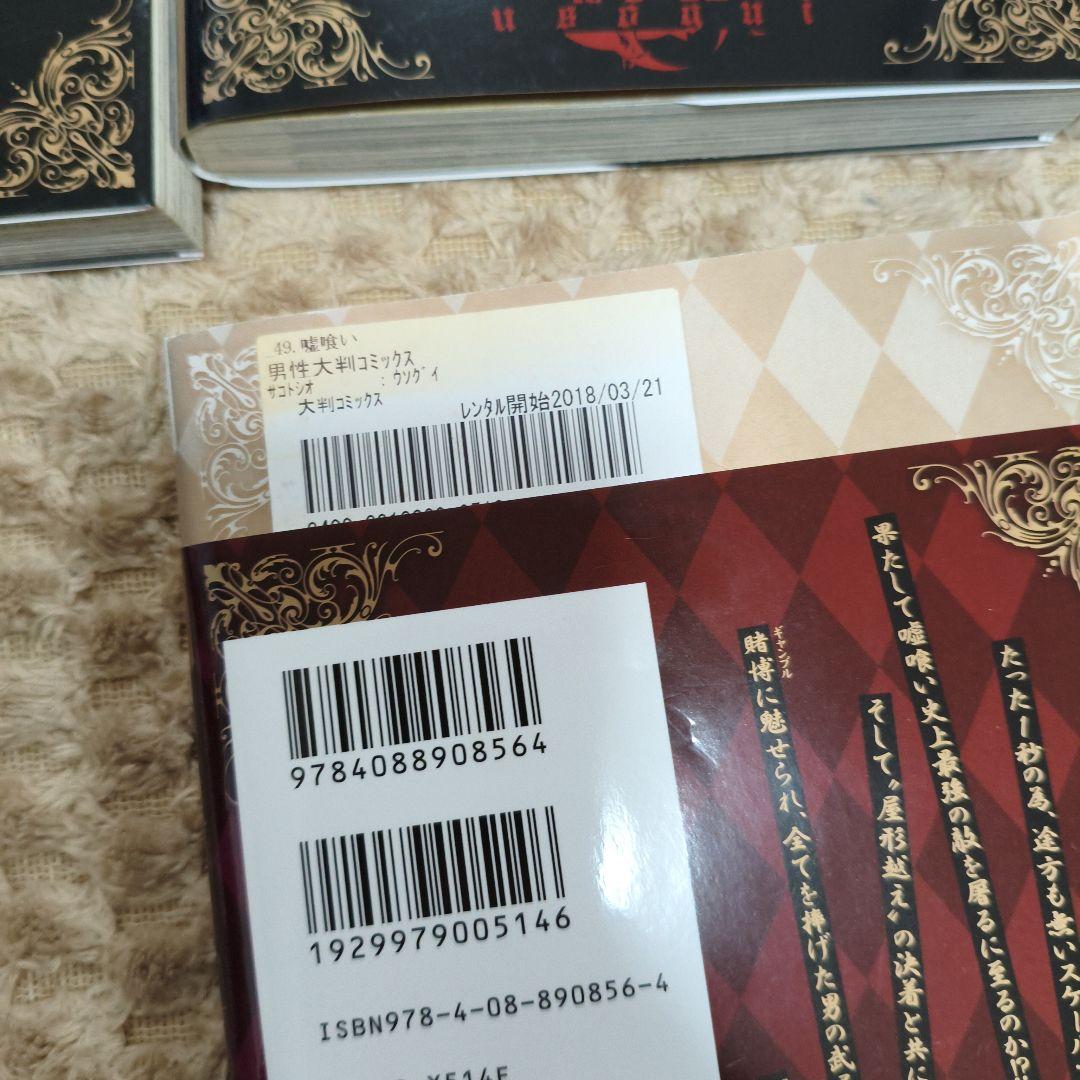 usogui
49. 嘘喰い
男性大判コミックス
サコトシオ : ウソグイ
大判コミックス
レンタル開始2018/03/21
9784088908564
1929979005146
ISBN978-4-08-890856-4
たった1秒の為、途方も無いスケール
果たして嘘喰い史上最強の敵を屠るに至るのか!?
そして〝屋形越え〟の決着と共に
賭博に魅せられ、全てを捧げた男の
ギャンブル